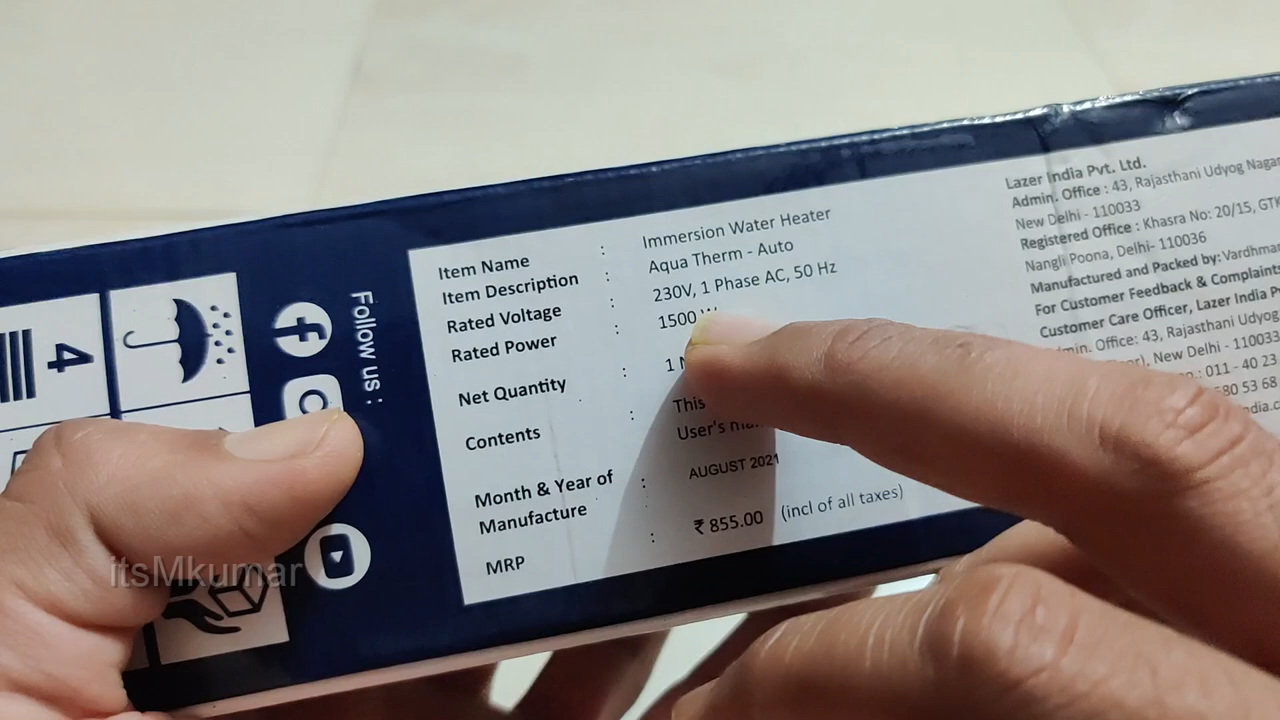 Item Name : Immersion Water Heater
Item Description : Aqua Therm - Auto
Rated Voltage : 230V, 1 Phase AC, 50 Hz
Rated Power : 1500 W
Net Quantity : 1
Contents : This
User's
Month & Year of : AUGUST 2021
Manufacture
MRP : ₹ 855.00 (incl of all taxes)
Lazer India Pvt. Ltd.
Admin. Office : 43, Rajasthani Udyog Nagar
New Delhi - 110033
Registered Office : Khasra No: 20/15, GTK
Nangli Poona, Delhi- 110036
Manufactured and Packed by: Vardhman
For Customer Feedback & Complaints
Customer Care Officer, Lazer India
Office: 43, Rajasthani Udyog
New Delhi - 110033
011 - 40 23
80 53 68
Follow us :
4
itsMkumar